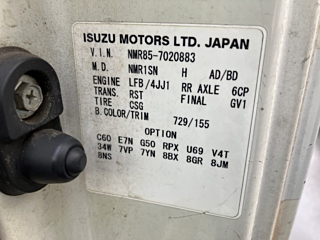 ISUZU MOTORS LTD. JAPAN
V.I.N. NMR85-7020883
M.D. NMR1SN H AD/BD
ENGINE LFB/4JJ1 RR AXLE 6CP
TRANS. RST FINAL GV1
TIRE CSG
B.COLOR/TRIM 729/155
OPTION
C60 E7N G50 RPX U69 V4T
34W 7VP 7YN 8BX 8GR 8JM
8NS